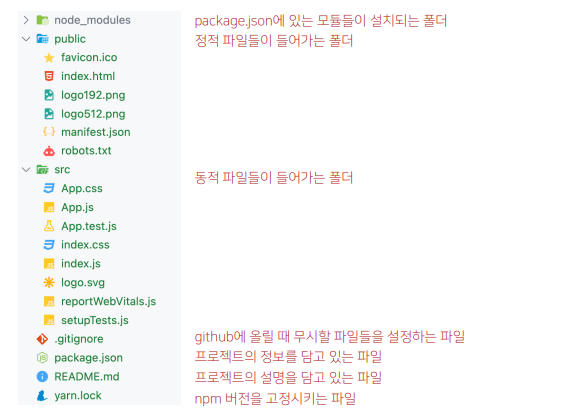 node_modules package.json에 있는 모듈들이 설치되는 폴더
public 정적 파일들이 들어가는 폴더
favicon.ico
index.html
logo192.png
logo512.png
manifest.json
robots.txt
src 동적 파일들이 들어가는 폴더
App.css
App.js
App.test.js
index.css
index.js
logo.svg
reportWebVitals.js
setupTests.js
.gitignore github에 올릴 때 무시할 파일들을 설정하는 파일
package.json 프로젝트의 정보를 담고 있는 파일
README.md 프로젝트의 설명을 담고 있는 파일
yarn.lock npm 버전을 고정시키는 파일